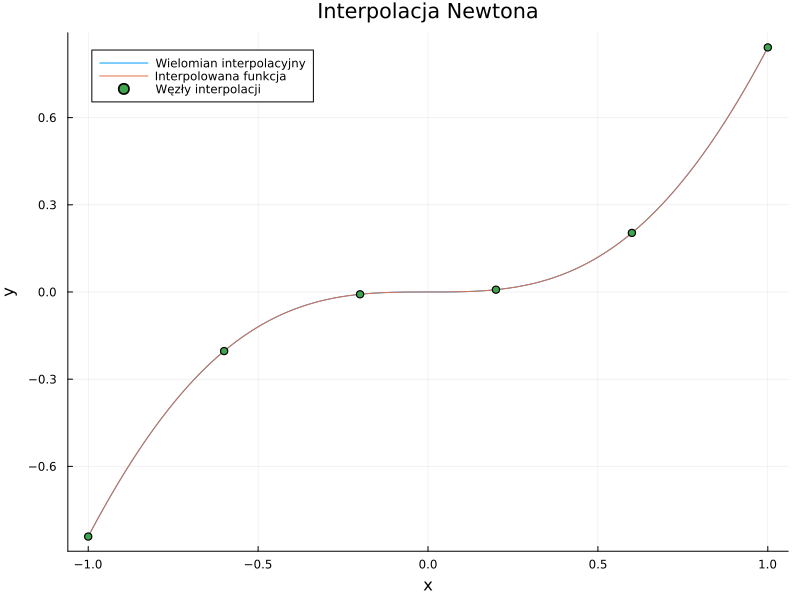 Interpolacja Newtona
Wielomian interpolacyjny
Interpolowana funkcja
Węzły interpolacji
0.6
0.3
0.0
−0.3
−0.6
y
−1.0 −0.5 0.0 0.5 1.0
x